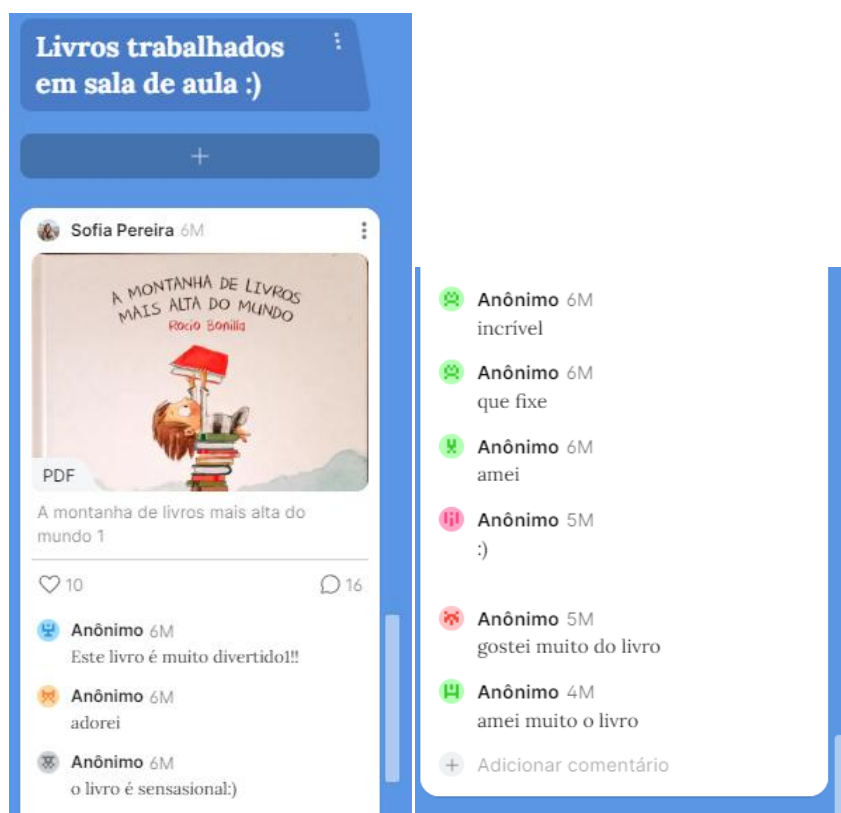 Livros trabalhados
em sala de aula :)
+
Sofia Pereira 6M
A MONTANHA DE LIVROS
MAIS ALTA DO MUNDO
Rocio Bonilla
PDF
A montanha de livros mais alta do
mundo 1
10 16
Anônimo 6M
Este livro é muito divertido1!!
Anônimo 6M
adorei
Anônimo 6M
o livro é sensasional:)
Anônimo 6M
incrível
Anônimo 6M
que fixe
Anônimo 6M
amei
Anônimo 5M
:)
Anônimo 5M
gostei muito do livro
Anônimo 4M
amei muito o livro
+ Adicionar comentário